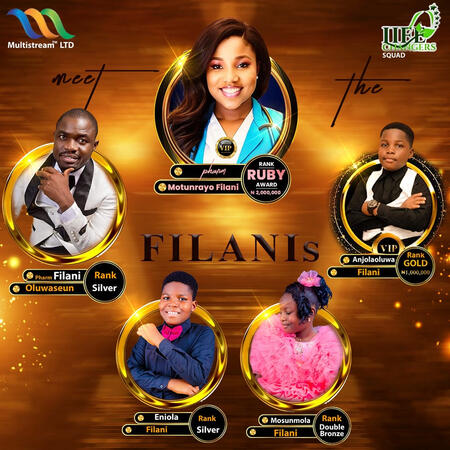 Multistream™ LTD
LIFE
CHANGERS
SQUAD
meet
the
VIP
pharm
Motunrayo Filani
RANK
RUBY
AWARD
₦ 2,000,000
FILANIs
Pharm Filani
Oluwaseun
Rank
Silver
VIP
Anjolaoluwa
Filani
Rank
GOLD
₦1,000,000
Eniola
Filani
Rank
Silver
Mosunmola
Filani
Rank
Double
Bronze